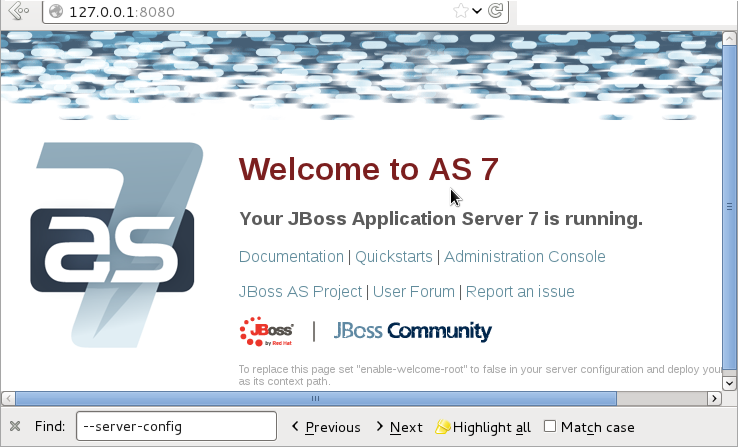 127.0.0.1:8080
7
as
Welcome to AS 7
Your JBoss Application Server 7 is running.
Documentation | Quickstarts | Administration Console
JBoss AS Project | User Forum | Report an issue
JBoss by Red Hat | JBoss Community
To replace this page set "enable-welcome-root" to false in your server configuration and deploy your
as its context path.
Find: --server-config Previous Next Highlight all Match case